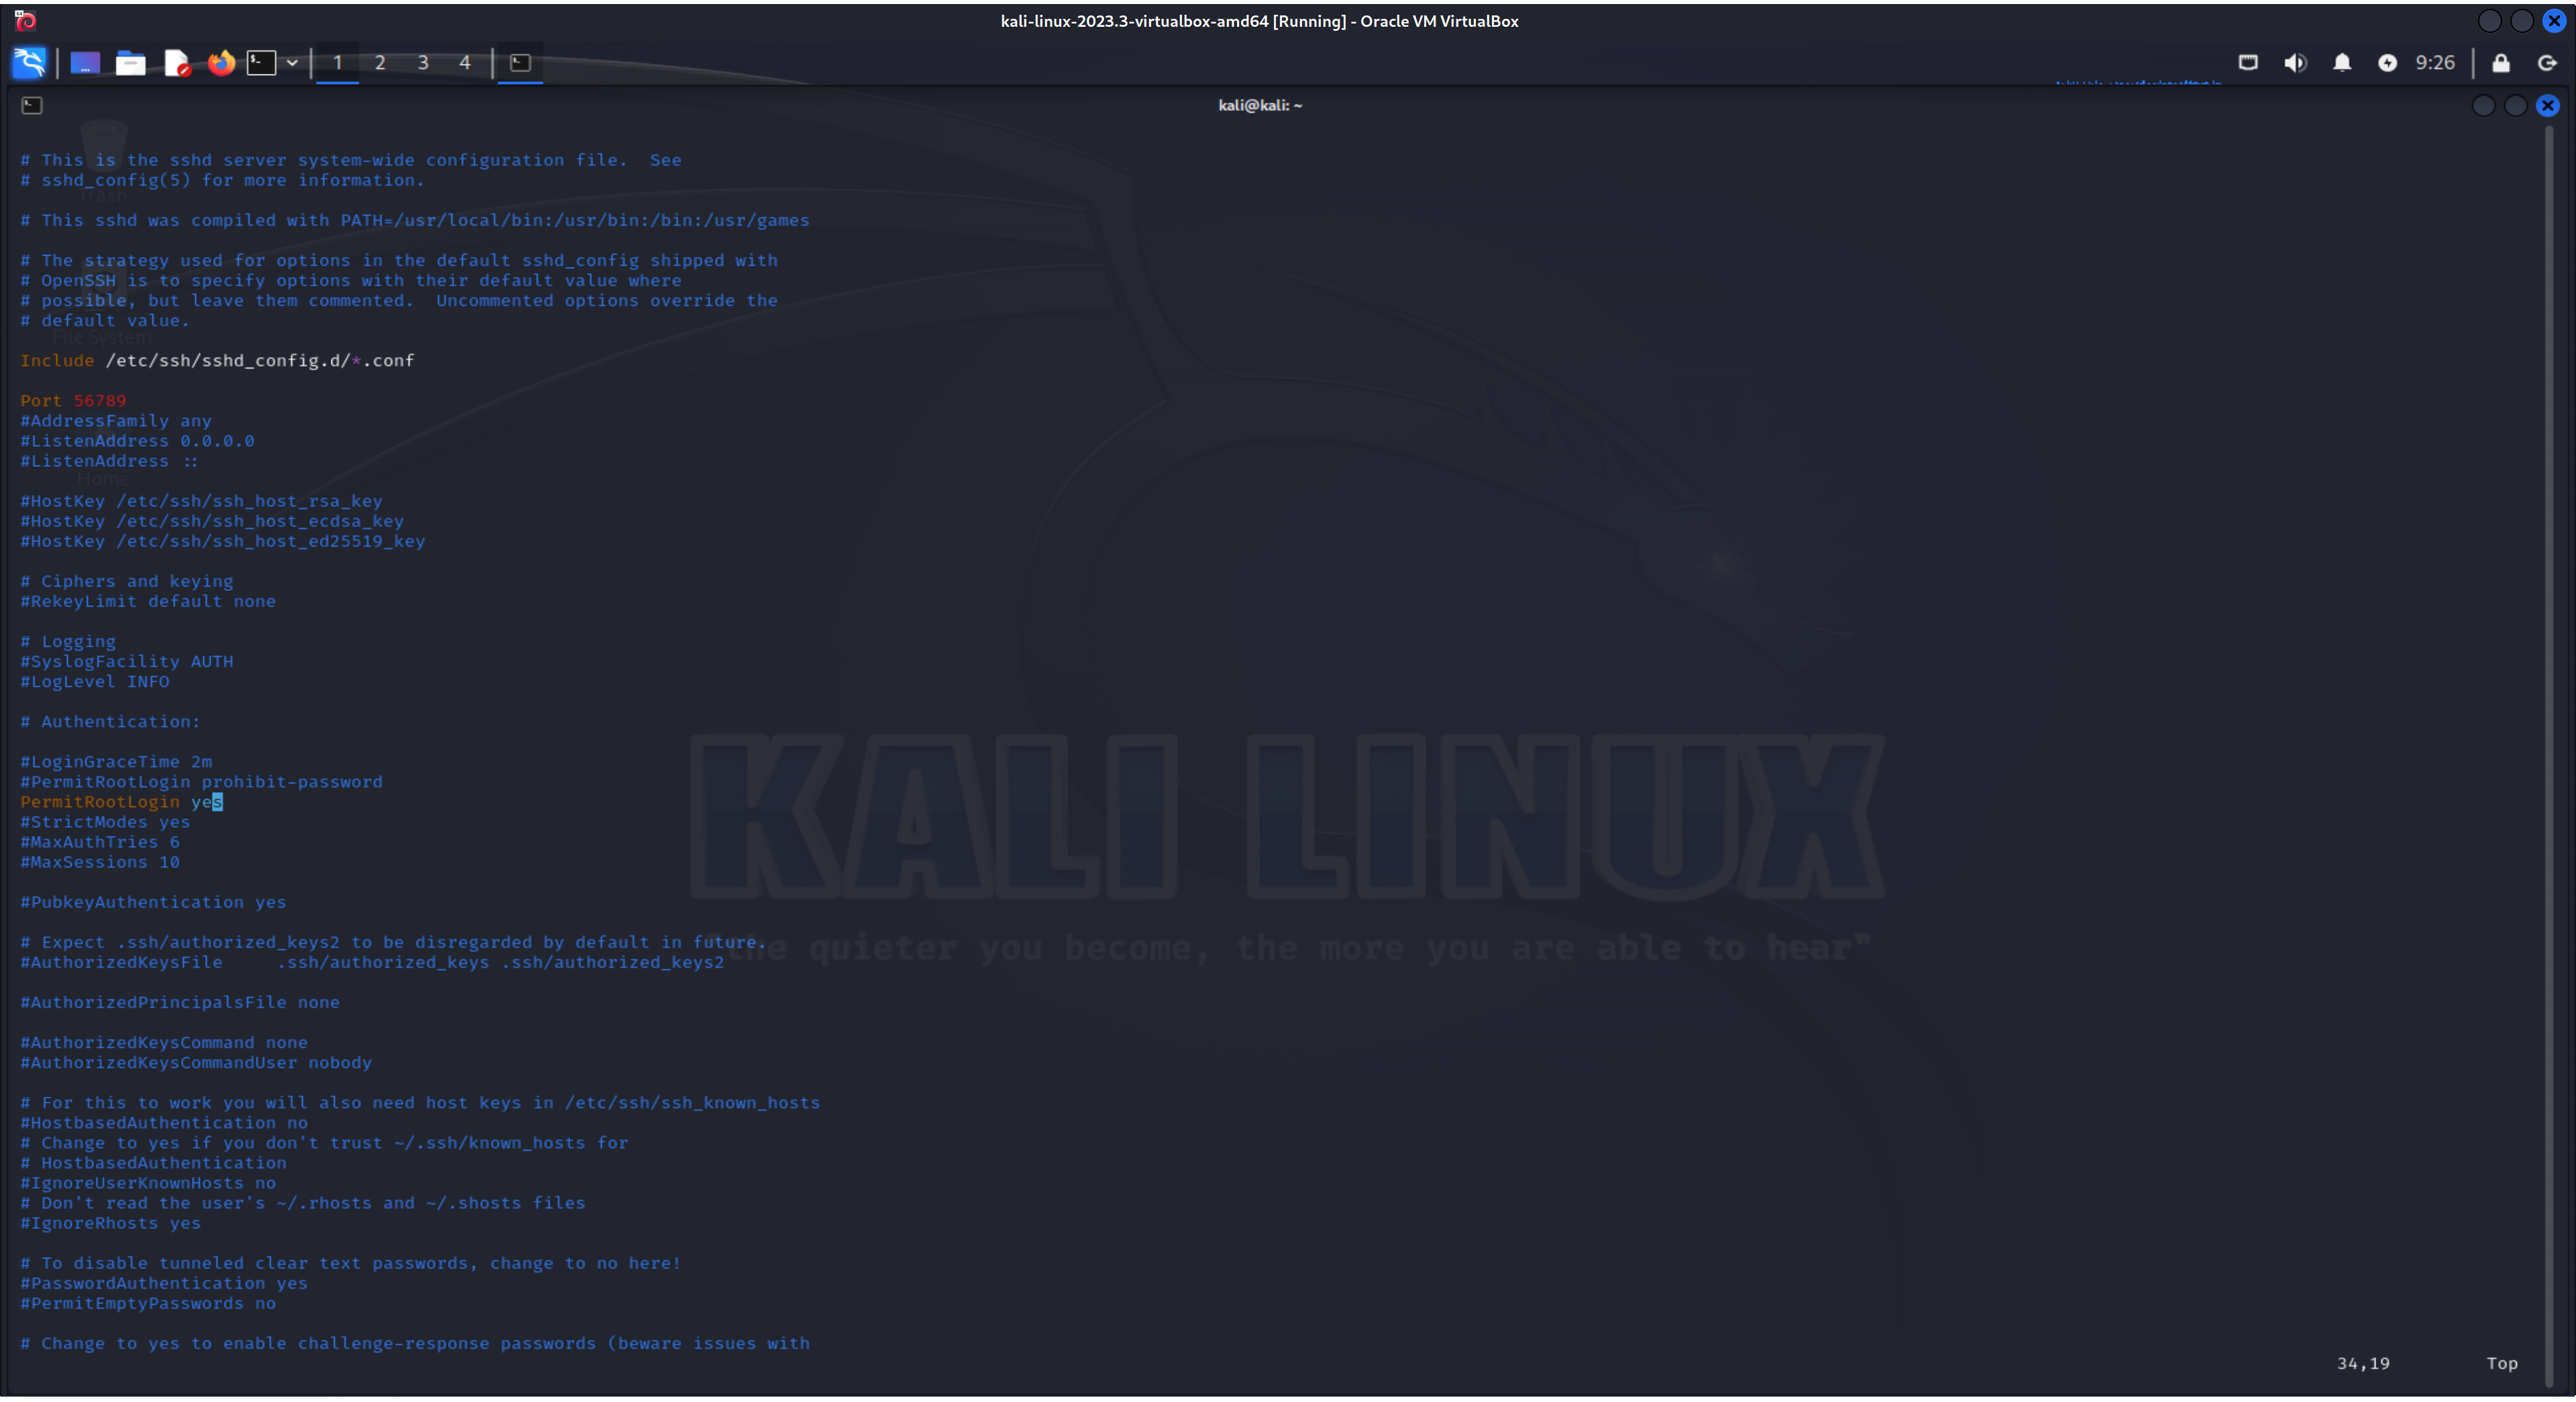 kali-linux-2023.3-virtualbox-amd64 [Running] - Oracle VM VirtualBox
1 2 3 4
9:26
kali@kali: ~
# This is the sshd server system-wide configuration file.  See
# sshd_config(5) for more information.
Trash
# This sshd was compiled with PATH=/usr/local/bin:/usr/bin:/bin:/usr/games
# The strategy used for options in the default sshd_config shipped with
# OpenSSH is to specify options with their default value where
# possible, but leave them commented.  Uncommented options override the
# default value.
File System
Include /etc/ssh/sshd_config.d/*.conf
Port 56789
#AddressFamily any
#ListenAddress 0.0.0.0
#ListenAddress ::
Home
#HostKey /etc/ssh/ssh_host_rsa_key
#HostKey /etc/ssh/ssh_host_ecdsa_key
#HostKey /etc/ssh/ssh_host_ed25519_key
# Ciphers and keying
#RekeyLimit default none
# Logging
#SyslogFacility AUTH
#LogLevel INFO
# Authentication:
#LoginGraceTime 2m
#PermitRootLogin prohibit-password
PermitRootLogin yes
#StrictModes yes
#MaxAuthTries 6
#MaxSessions 10
KALI LINUX
#PubkeyAuthentication yes
# Expect .ssh/authorized_keys2 to be disregarded by default in future.
"the quieter you become, the more you are able to hear"
#AuthorizedKeysFile     .ssh/authorized_keys .ssh/authorized_keys2
#AuthorizedPrincipalsFile none
#AuthorizedKeysCommand none
#AuthorizedKeysCommandUser nobody
# For this to work you will also need host keys in /etc/ssh/ssh_known_hosts
#HostbasedAuthentication no
# Change to yes if you don't trust ~/.ssh/known_hosts for
# HostbasedAuthentication
#IgnoreUserKnownHosts no
# Don't read the user's ~/.rhosts and ~/.shosts files
#IgnoreRhosts yes
# To disable tunneled clear text passwords, change to no here!
#PasswordAuthentication yes
#PermitEmptyPasswords no
# Change to yes to enable challenge-response passwords (beware issues with
34,19 Top